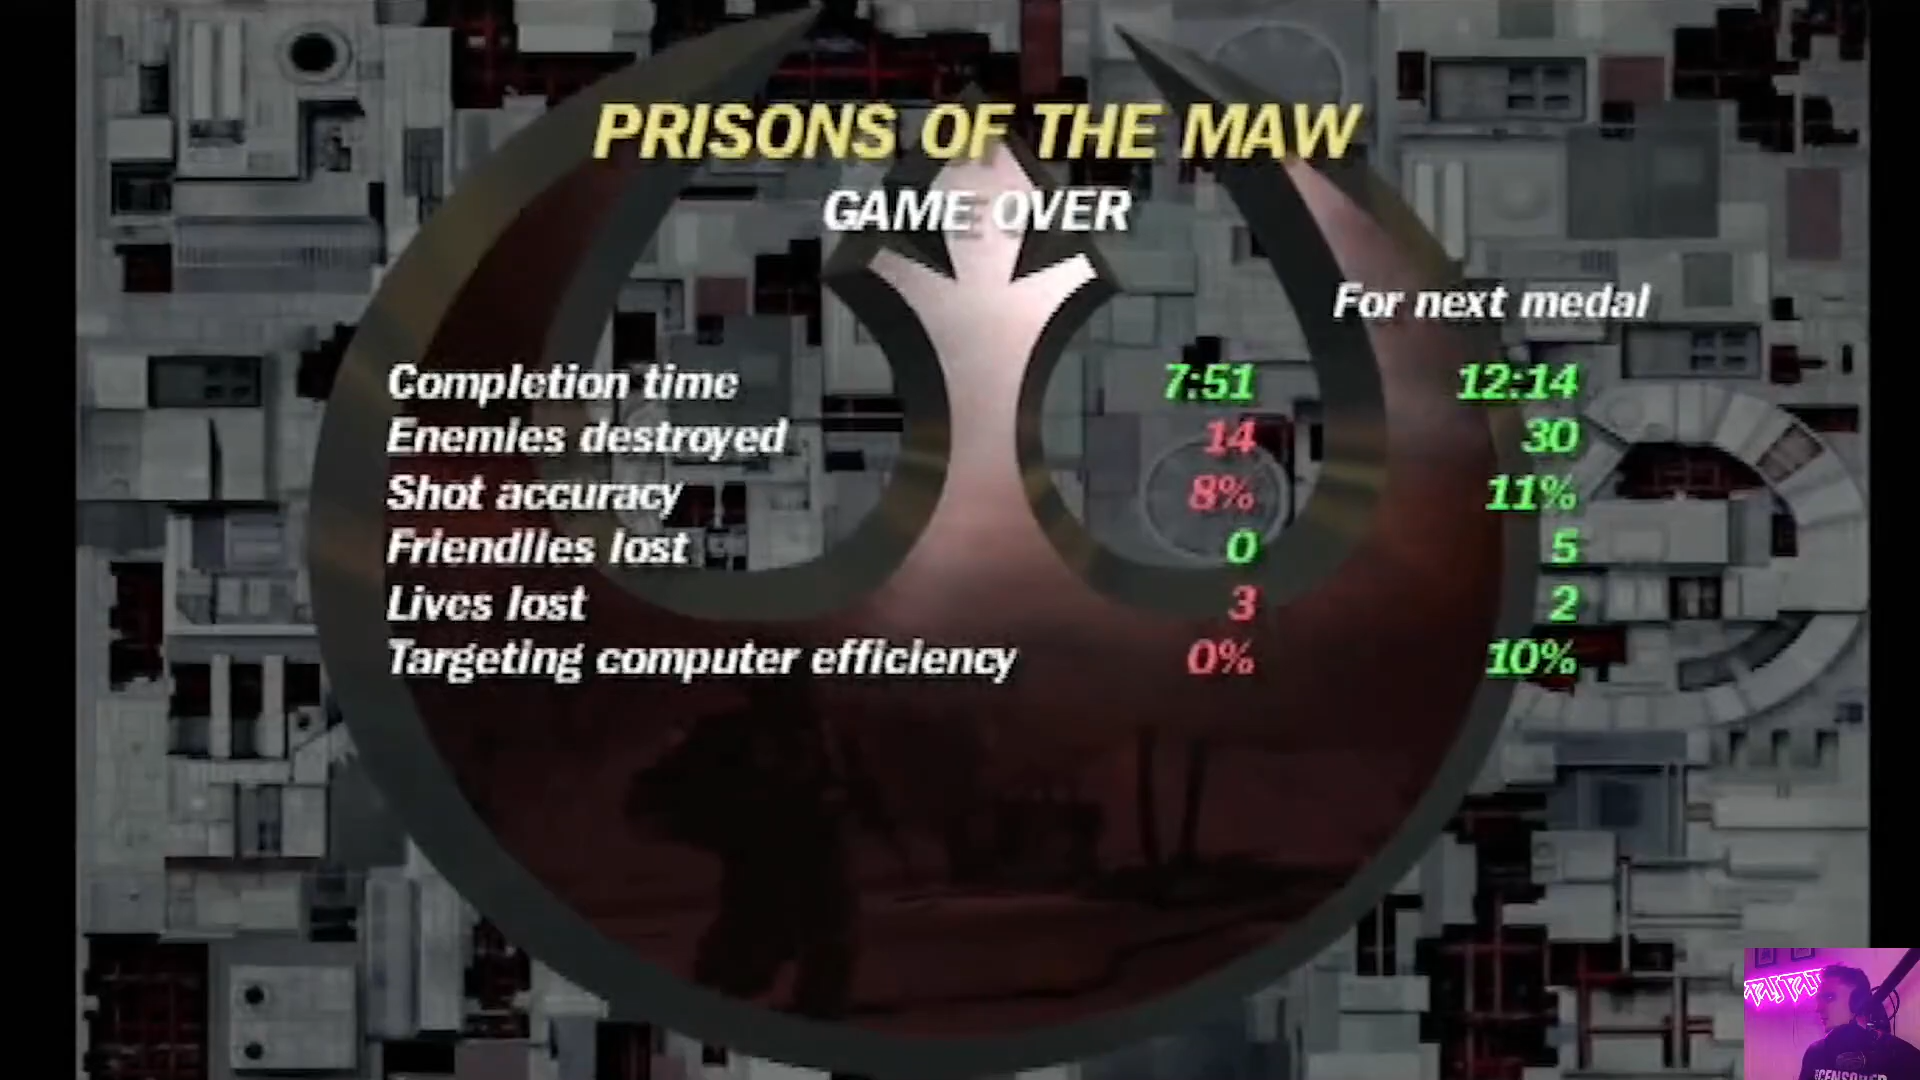 PRISONS OF THE MAW
GAME OVER
For next medal
Completion time 7:51 12:14
Enemies destroyed 14 30
Shot accuracy 8% 11%
Friendlies lost 0 5
Lives lost 3 2
Targeting computer efficiency 0% 10%